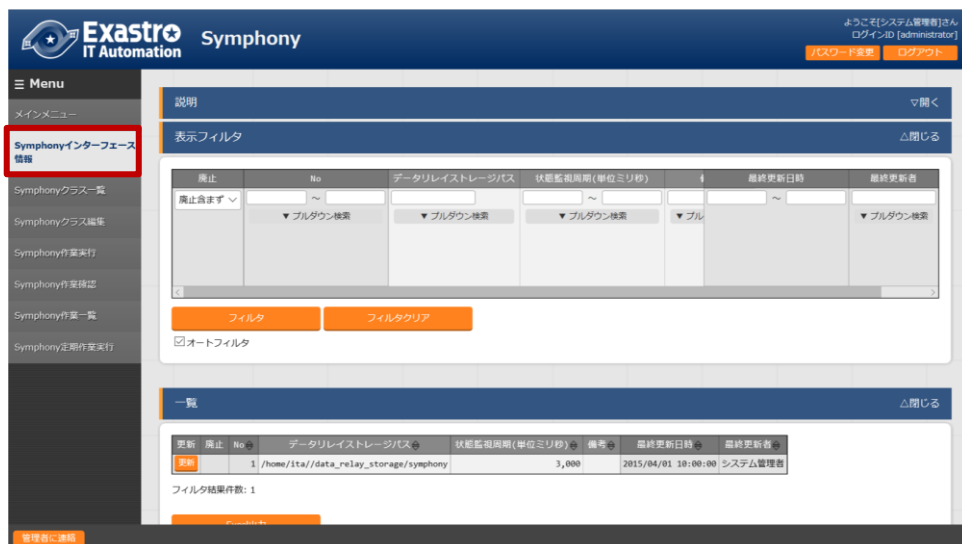 Exastro
IT Automation
Symphony
ようこそ[システム管理者]さん
ログインID [administrator]
パスワード変更
ログアウト
☰ Menu
メインメニュー
Symphonyインターフェース
情報
Symphonyクラス一覧
Symphonyクラス編集
Symphony作業実行
Symphony作業確認
Symphony作業一覧
Symphony定期作業実行
説明
▽開く
表示フィルタ
△閉じる
廃止 No データリレイストレージパス 状態監視周期(単位ミリ秒) 最終更新日時 最終更新者
廃止含まず ～ ～ ～
▼ プルダウン検索 ▼ プルダウン検索 ▼ プルダウン検索 ▼ プル ▼ プルダウン検索
フィルタ
フィルタクリア
オートフィルタ
一覧
△閉じる
更新 廃止 No データリレイストレージパス 状態監視周期(単位ミリ秒) 備考 最終更新日時 最終更新者
更新 1 /home/ita//data_relay_storage/symphony 3,000 2015/04/01 10:00:00 システム管理者
フィルタ結果件数: 1
管理者に連絡